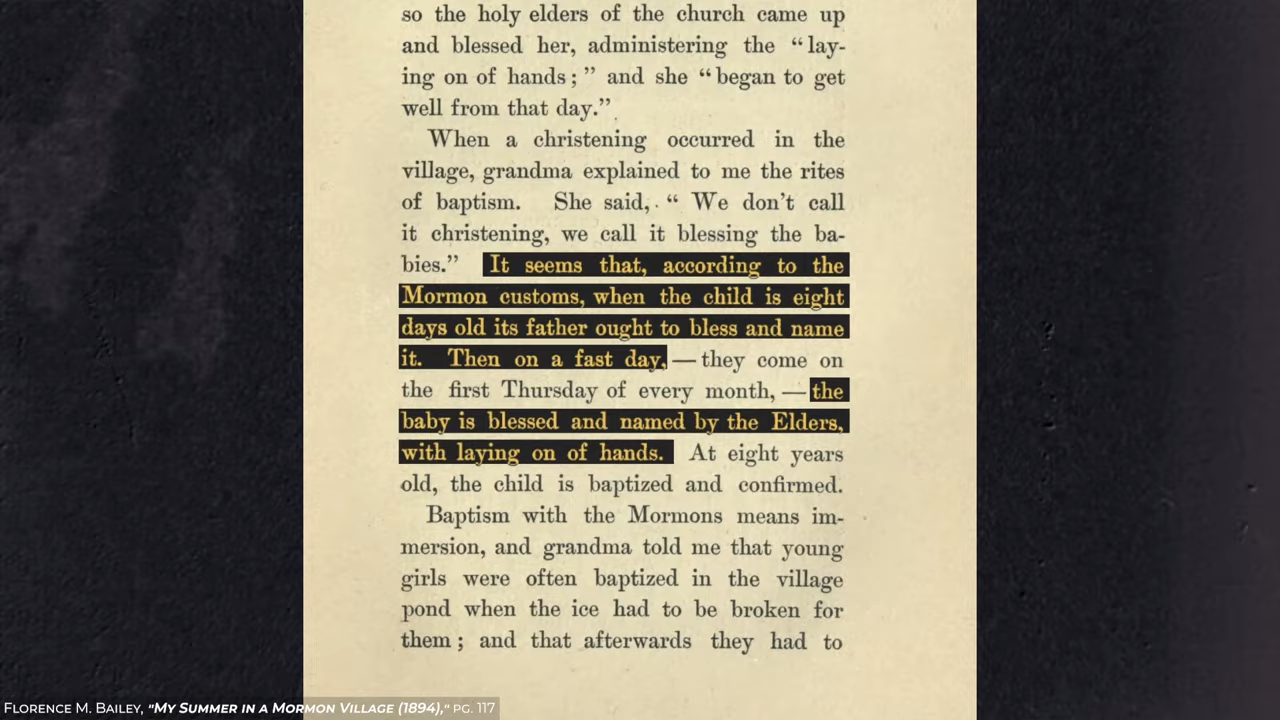 so the holy elders of the church came up
and blessed her, administering the “lay-
ing on of hands;” and she “began to get
well from that day.”
When a christening occurred in the
village, grandma explained to me the rites
of baptism. She said, “We don’t call
it christening, we call it blessing the ba-
bies.” It seems that, according to the
Mormon customs, when the child is eight
days old its father ought to bless and name
it. Then on a fast day, — they come on
the first Thursday of every month, — the
baby is blessed and named by the Elders,
with laying on of hands. At eight years
old, the child is baptized and confirmed.
Baptism with the Mormons means im-
mersion, and grandma told me that young
girls were often baptized in the village
pond when the ice had to be broken for
them; and that afterwards they had to
FLORENCE M. BAILEY, "MY SUMMER IN A MORMON VILLAGE (1894)," PG. 117